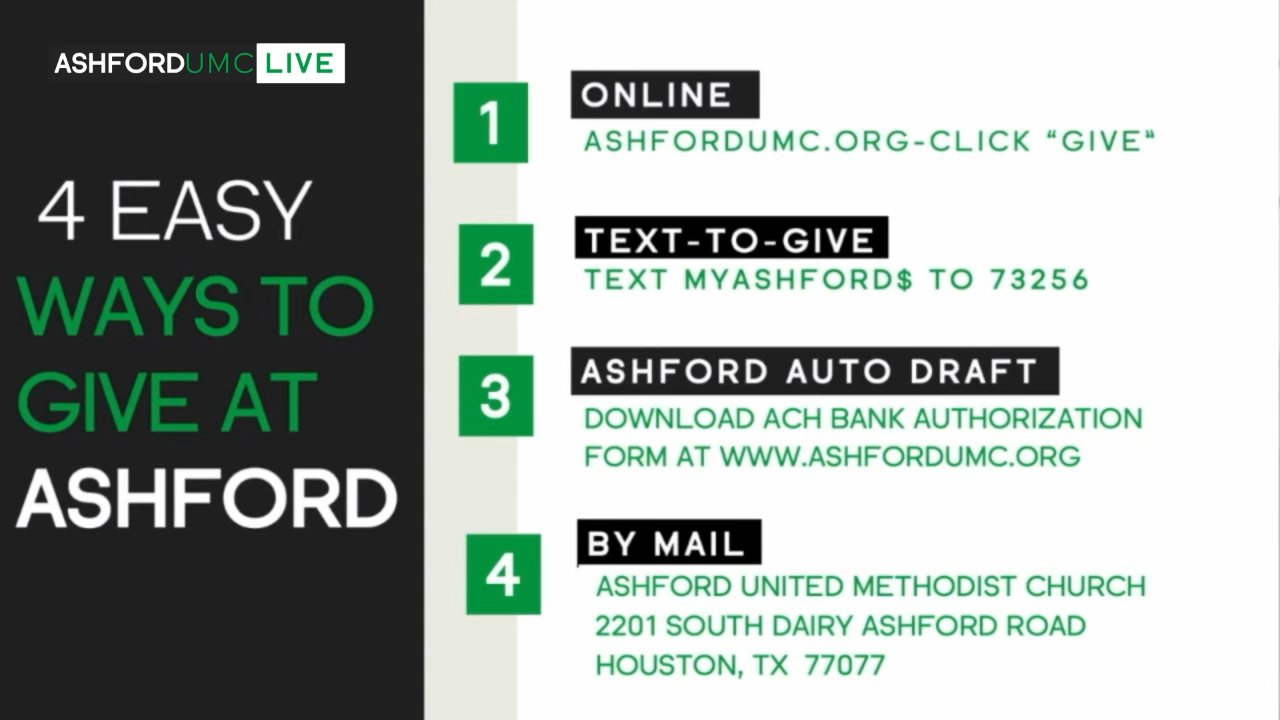 ASHFORDUMC LIVE
4 EASY
WAYS TO
GIVE AT
ASHFORD
1
ONLINE
ASHFORDUMC.ORG-CLICK “GIVE”
2
TEXT-TO-GIVE
TEXT MYASHFORD$ TO 73256
3
ASHFORD AUTO DRAFT
DOWNLOAD ACH BANK AUTHORIZATION
FORM AT WWW.ASHFORDUMC.ORG
4
BY MAIL
ASHFORD UNITED METHODIST CHURCH
2201 SOUTH DAIRY ASHFORD ROAD
HOUSTON, TX  77077